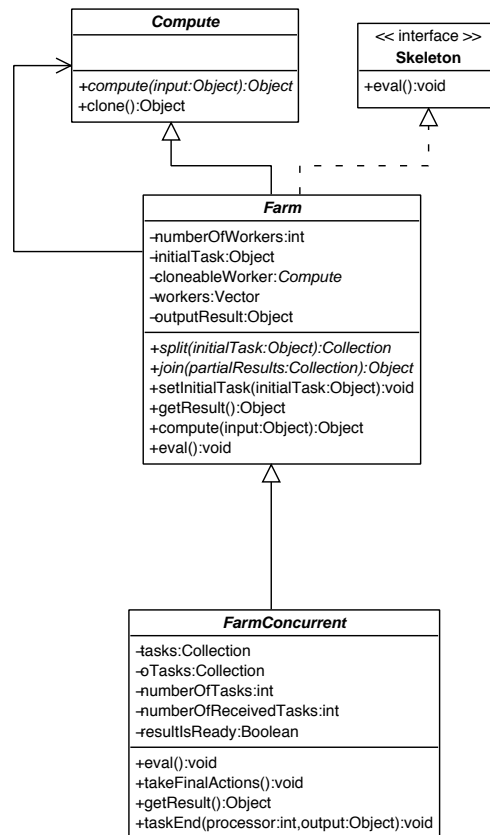 Compute
+compute(input:Object):Object
+clone():Object
<< interface >>
Skeleton
+eval():void
Farm
-numberOfWorkers:int
-initialTask:Object
-cloneableWorker:Compute
-workers:Vector
-outputResult:Object
+split(initialTask:Object):Collection
+join(partialResults:Collection):Object
+setInitialTask(initialTask:Object):void
+getResult():Object
+compute(input:Object):Object
+eval():void
FarmConcurrent
-tasks:Collection
-oTasks:Collection
-numberOfTasks:int
-numberOfReceivedTasks:int
-resultIsReady:Boolean
+eval():void
+takeFinalActions():void
+getResult():Object
+taskEnd(processor:int,output:Object):void